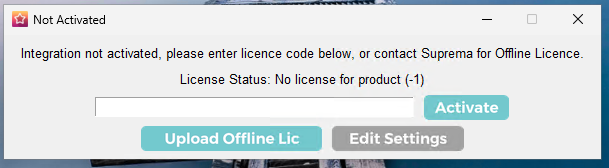 Not Activated
Integration not activated, please enter licence code below, or contact Suprema for Offline Licence.
License Status: No license for product (-1)
Activate
Upload Offline Lic Edit Settings